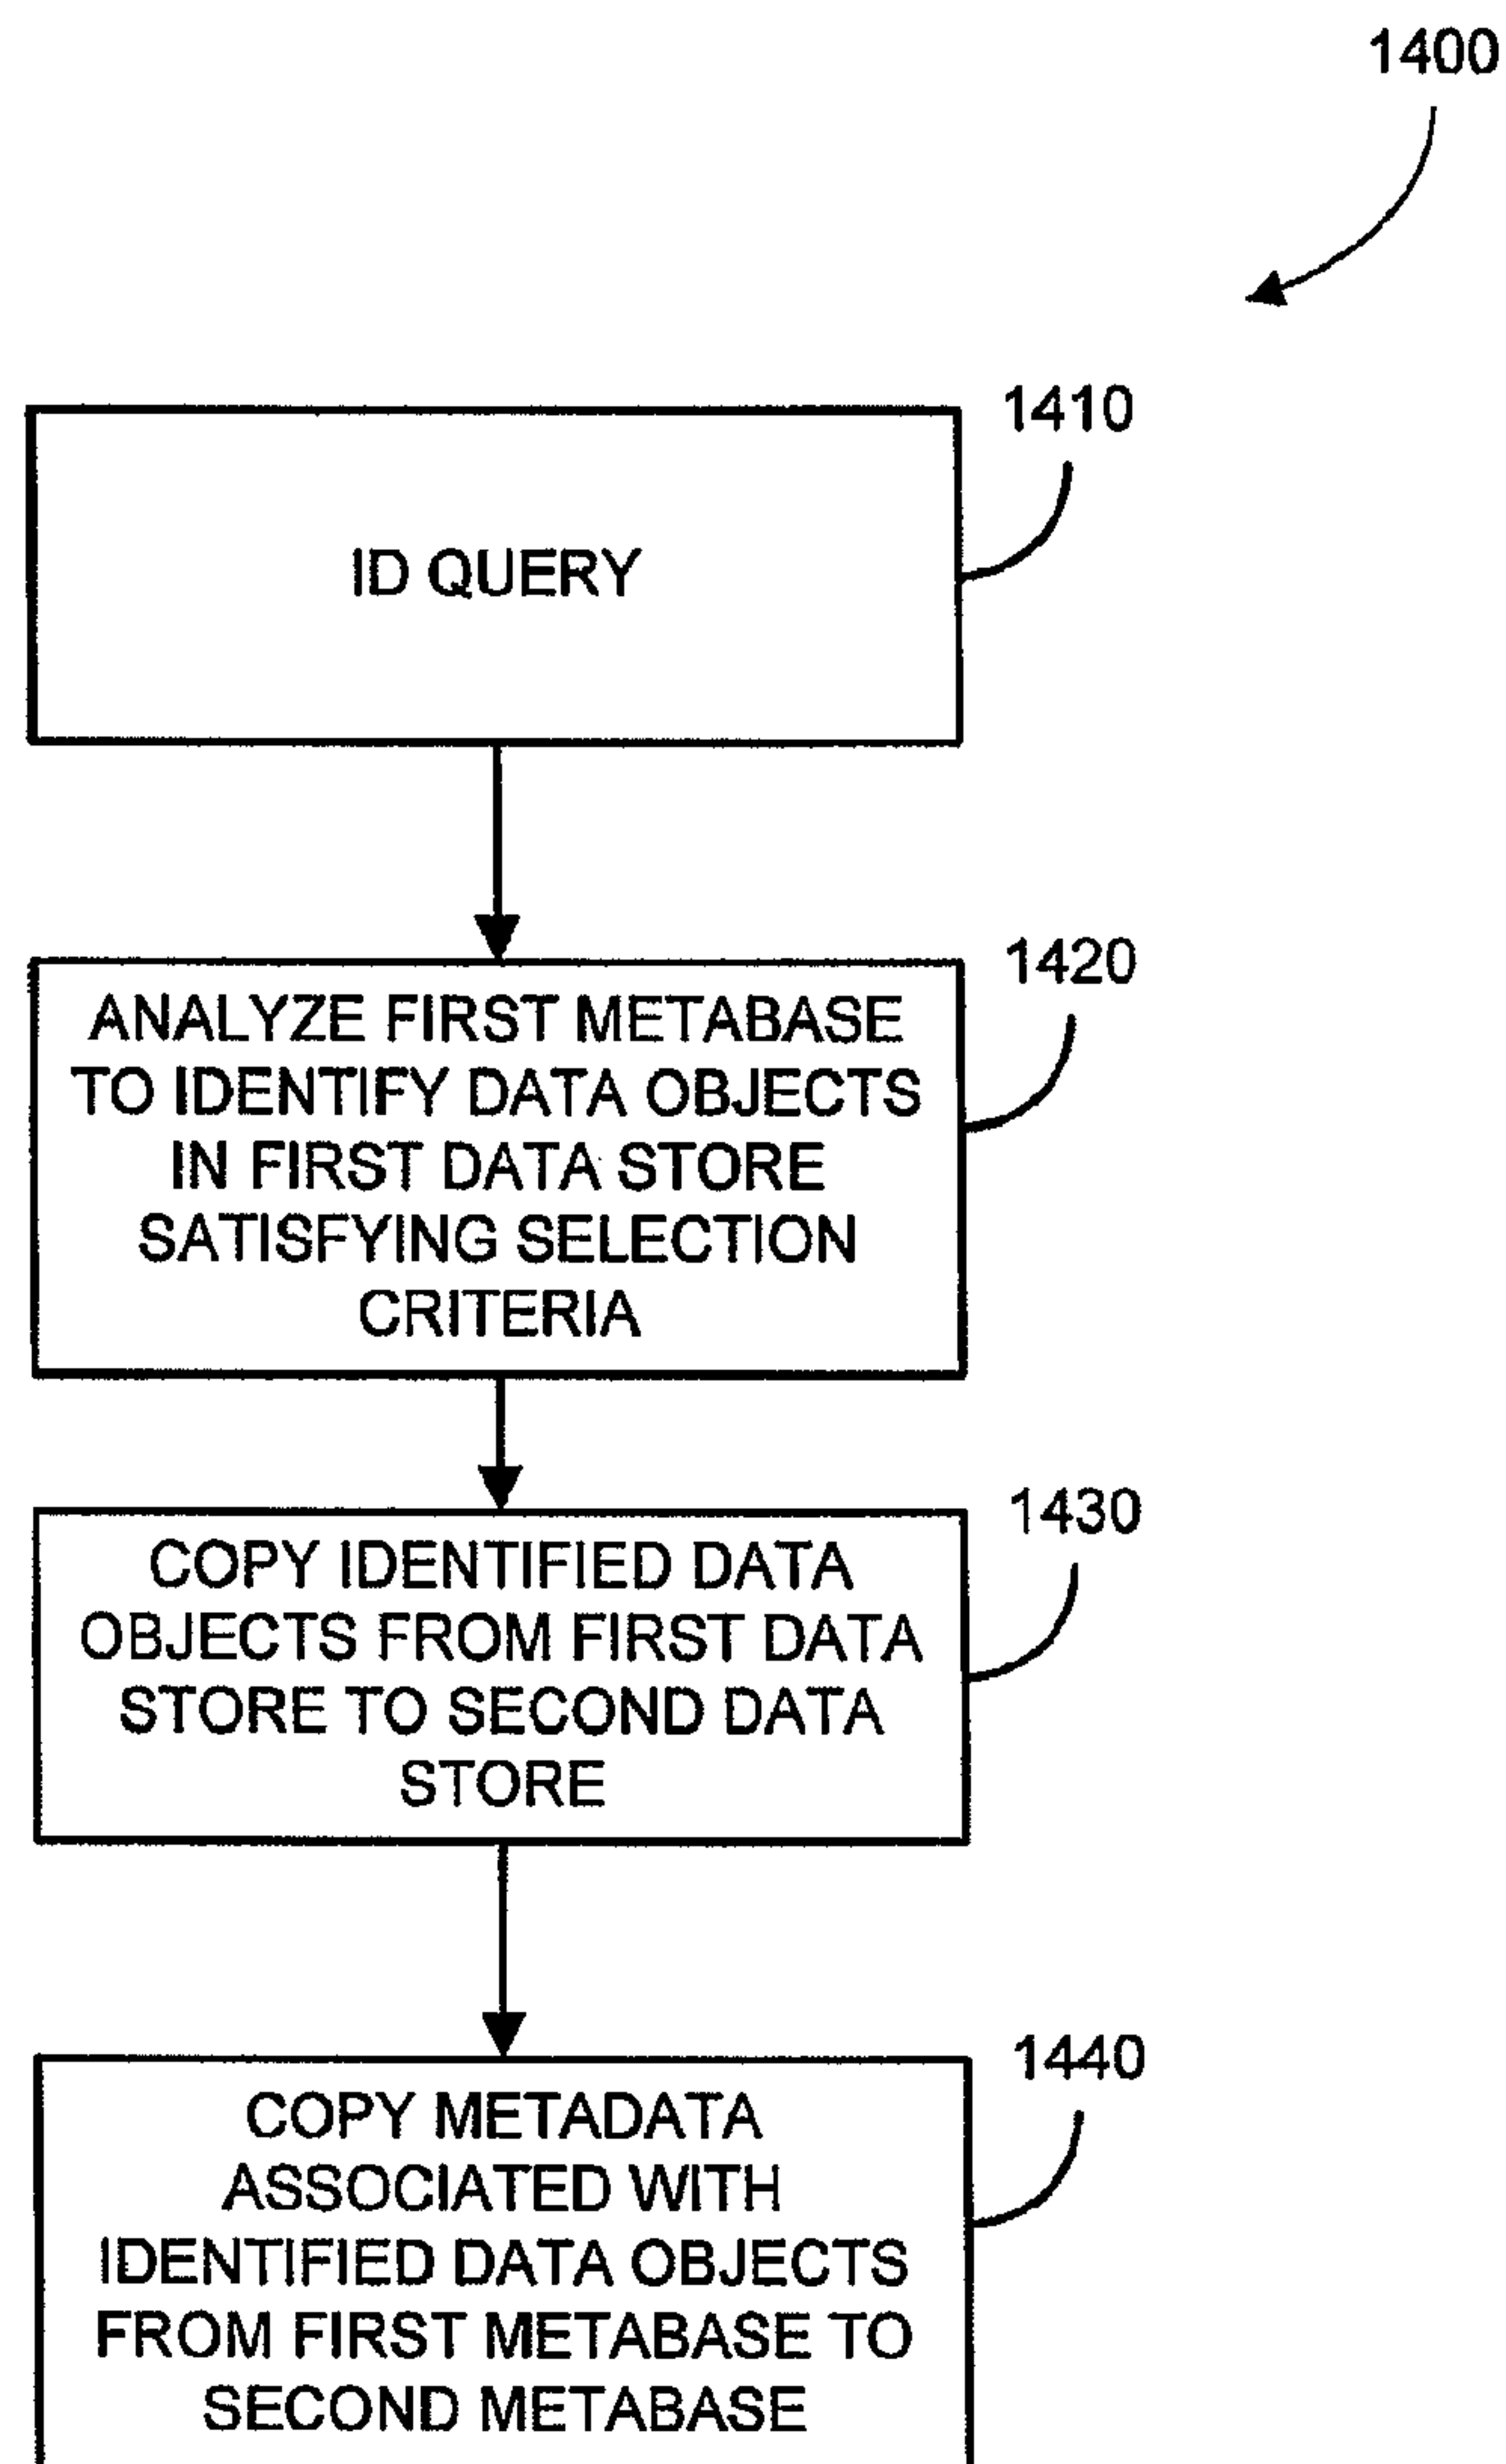 1400
1410
ID QUERY
1420
ANALYZE FIRST METABASE
TO IDENTIFY DATA OBJECTS
IN FIRST DATA STORE
SATISFYING SELECTION
CRITERIA
1430
COPY IDENTIFIED DATA
OBJECTS FROM FIRST DATA
STORE TO SECOND DATA
STORE
1440
COPY METADATA
ASSOCIATED WITH
IDENTIFIED DATA OBJECTS
FROM FIRST METABASE TO
SECOND METABASE